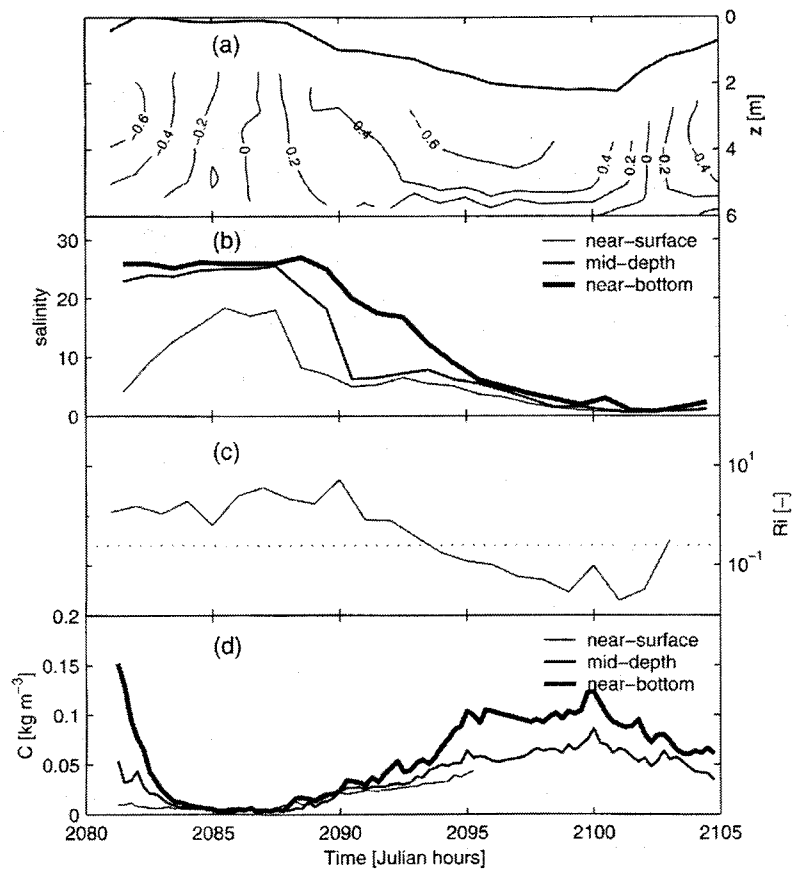 (a)
0
2
4
6
z [m]
-0.6
-0.4
-0.2
0
0.2
0.4
-0.6
0.4
0.2
0
-0.2
-0.4
(b)
near-surface
mid-depth
near-bottom
30
20
10
0
salinity
(c)
10¹
10⁻¹
Ri [-]
(d)
near-surface
mid-depth
near-bottom
0.2
0.15
0.1
0.05
0
C [kg m⁻³]
2080 2085 2090 2095 2100 2105
Time [Julian hours]